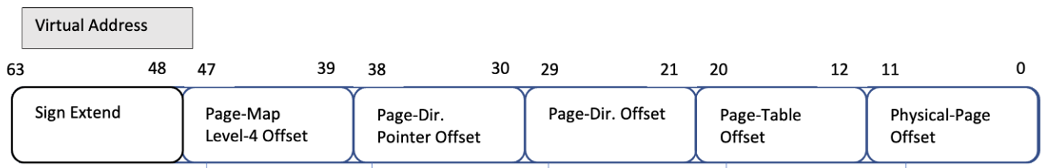 Virtual Address
63 48 47 39 38 30 29 21 20 12 11 0
Sign Extend
Page-Map
Level-4 Offset
Page-Dir.
Pointer Offset
Page-Dir. Offset
Page-Table
Offset
Physical-Page
Offset